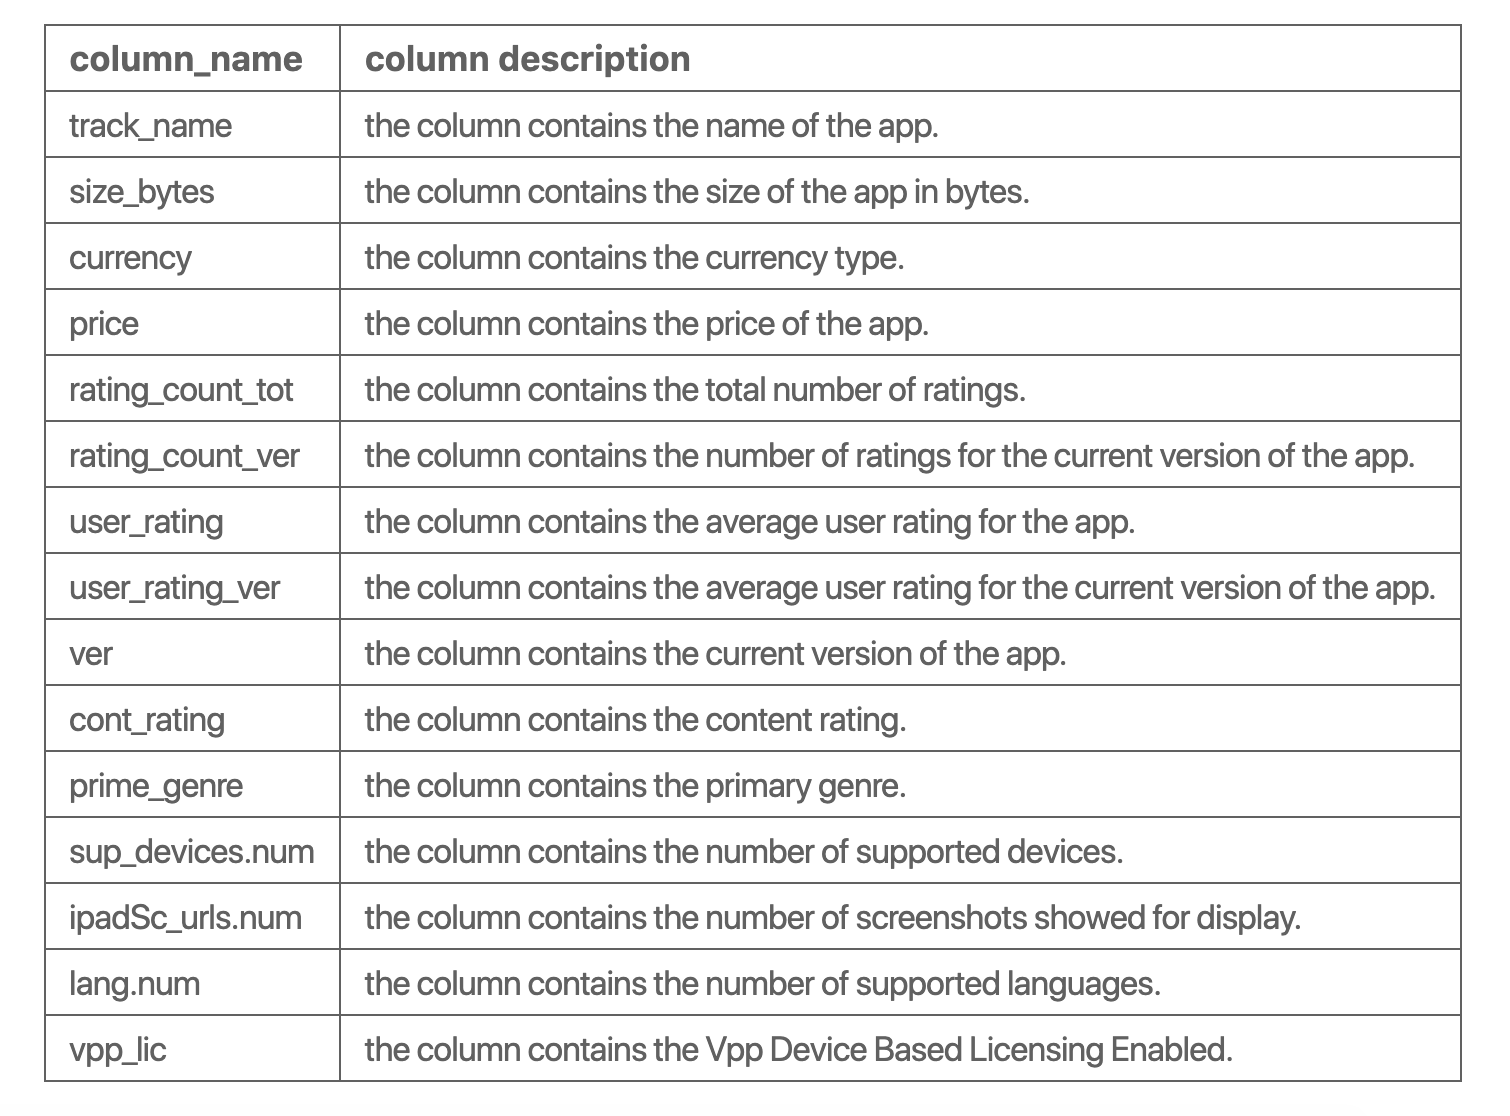 column_name column description
track_name the column contains the name of the app.
size_bytes the column contains the size of the app in bytes.
currency the column contains the currency type.
price the column contains the price of the app.
rating_count_tot the column contains the total number of ratings.
rating_count_ver the column contains the number of ratings for the current version of the app.
user_rating the column contains the average user rating for the app.
user_rating_ver the column contains the average user rating for the current version of the app.
ver the column contains the current version of the app.
cont_rating the column contains the content rating.
prime_genre the column contains the primary genre.
sup_devices.num the column contains the number of supported devices.
ipadSc_urls.num the column contains the number of screenshots showed for display.
lang.num the column contains the number of supported languages.
vpp_lic the column contains the Vpp Device Based Licensing Enabled.